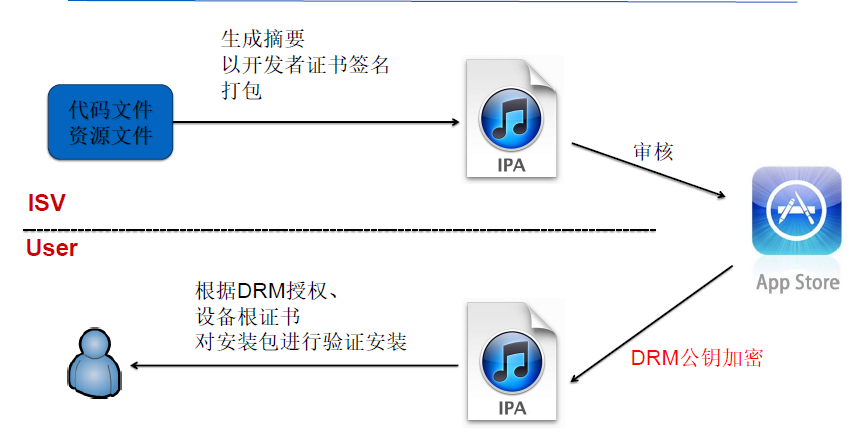 生成摘要
以开发者证书签名
打包
代码文件
资源文件
IPA
审核
ISV
User
App Store
根据DRM授权、
设备根证书
对安装包进行验证安装
IPA
DRM公钥加密